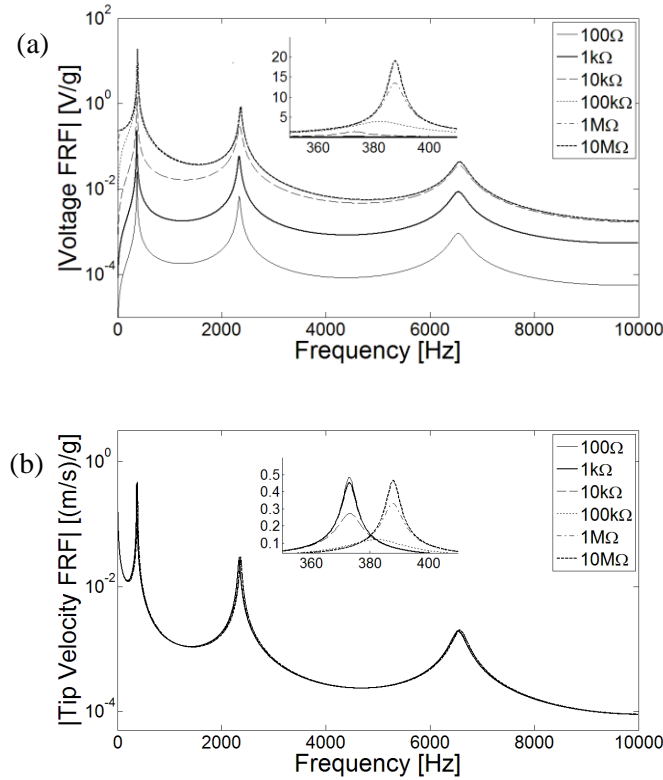 (a)
|Voltage FRF| [V/g]
10^2
10^0
10^-2
10^-4
0
2000
4000
6000
8000
10000
Frequency [Hz]
20
15
10
5
360
380
400
100Ω
1kΩ
10kΩ
100kΩ
1MΩ
10MΩ
(b)
|Tip Velocity FRF| [(m/s)/g]
10^0
10^-2
10^-4
0
2000
4000
6000
8000
10000
Frequency [Hz]
0.5
0.4
0.3
0.2
0.1
360
380
400
100Ω
1kΩ
10kΩ
100kΩ
1MΩ
10MΩ